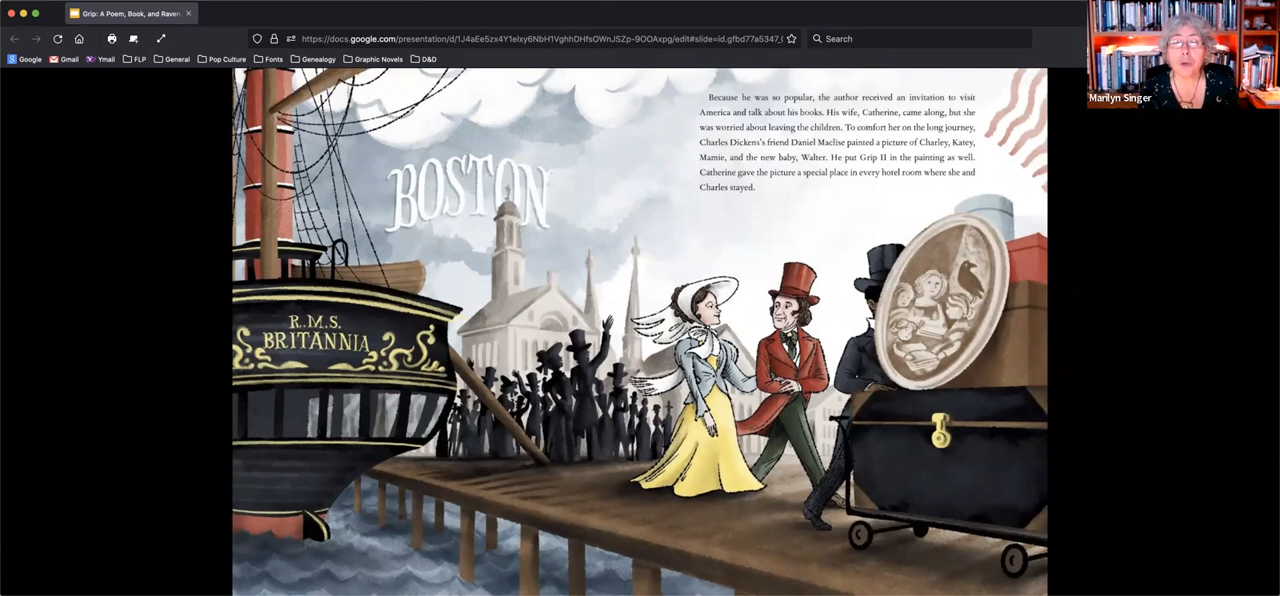 Grip: A Poem, Book, and Raven
https://docs.google.com/presentation/d/1J4aEe5zx4Y1elxy6NbH1VghhDHfsOWnJSZp-9OOAxpg/edit#slide=id.gfbd77a5347_(
Search
Google Gmail Ymail FLP General Pop Culture Fonts Genealogy Graphic Novels D&D
Marilyn Singer
Because he was so popular, the author received an invitation to visit
America and talk about his books. His wife, Catherine, came along, but she
was worried about leaving the children. To comfort her on the long journey,
Charles Dickens's friend Daniel Maclise painted a picture of Charley, Katey,
Mamie, and the new baby, Walter. He put Grip II in the painting as well.
Catherine gave the picture a special place in every hotel room where she and
Charles stayed.
BOSTON
R.M.S.
BRITANNIA